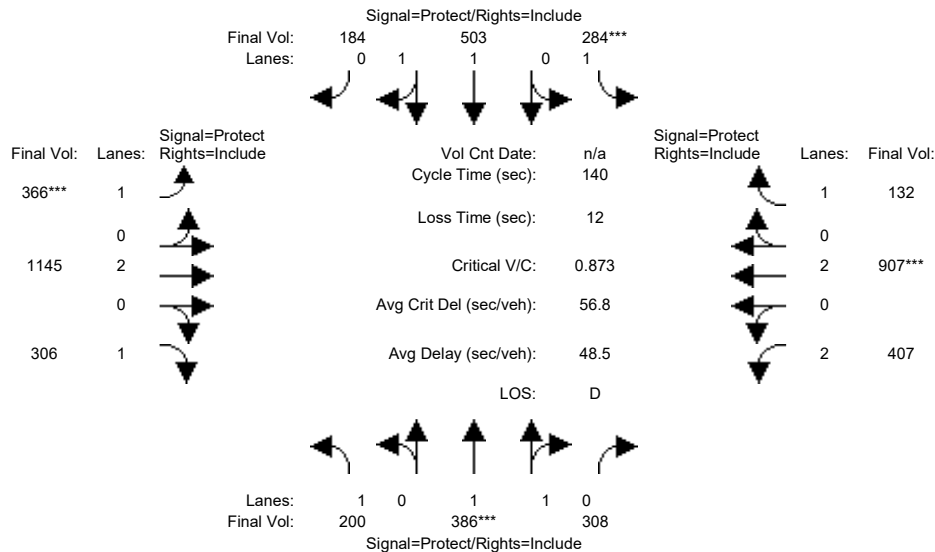 Signal=Protect/Rights=Include
Final Vol: 184 503 284***
Lanes: 0 1 1 0 1
Signal=Protect Signal=Protect
Final Vol: Lanes: Rights=Include Vol Cnt Date: n/a Rights=Include Lanes: Final Vol:
Cycle Time (sec): 140
366*** 1 1 132
Loss Time (sec): 12
0 0
1145 2 Critical V/C: 0.873 2 907***
0 Avg Crit Del (sec/veh): 56.8 0
306 1 Avg Delay (sec/veh): 48.5 2 407
LOS: D
Lanes: 1 0 1 1 0
Final Vol: 200 386*** 308
Signal=Protect/Rights=Include